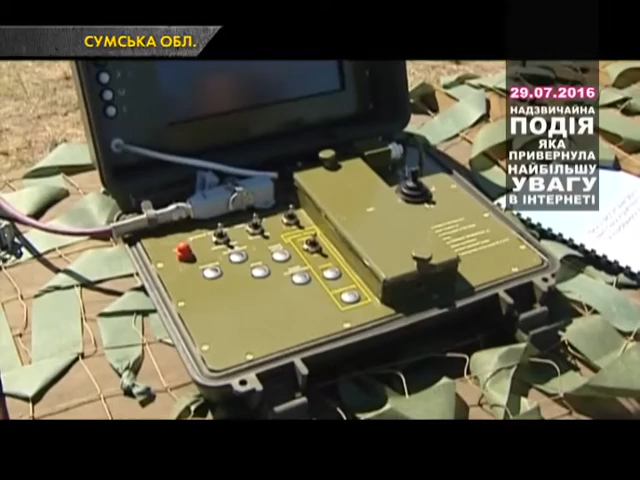 СУМСЬКА ОБЛ.
29.07.2016
НАДЗВИЧАЙНА
ПОДІЯ
ЯКА
ПРИВЕРНУЛА
НАЙБІЛЬШУ
УВАГУ
В ІНТЕРНЕТІ